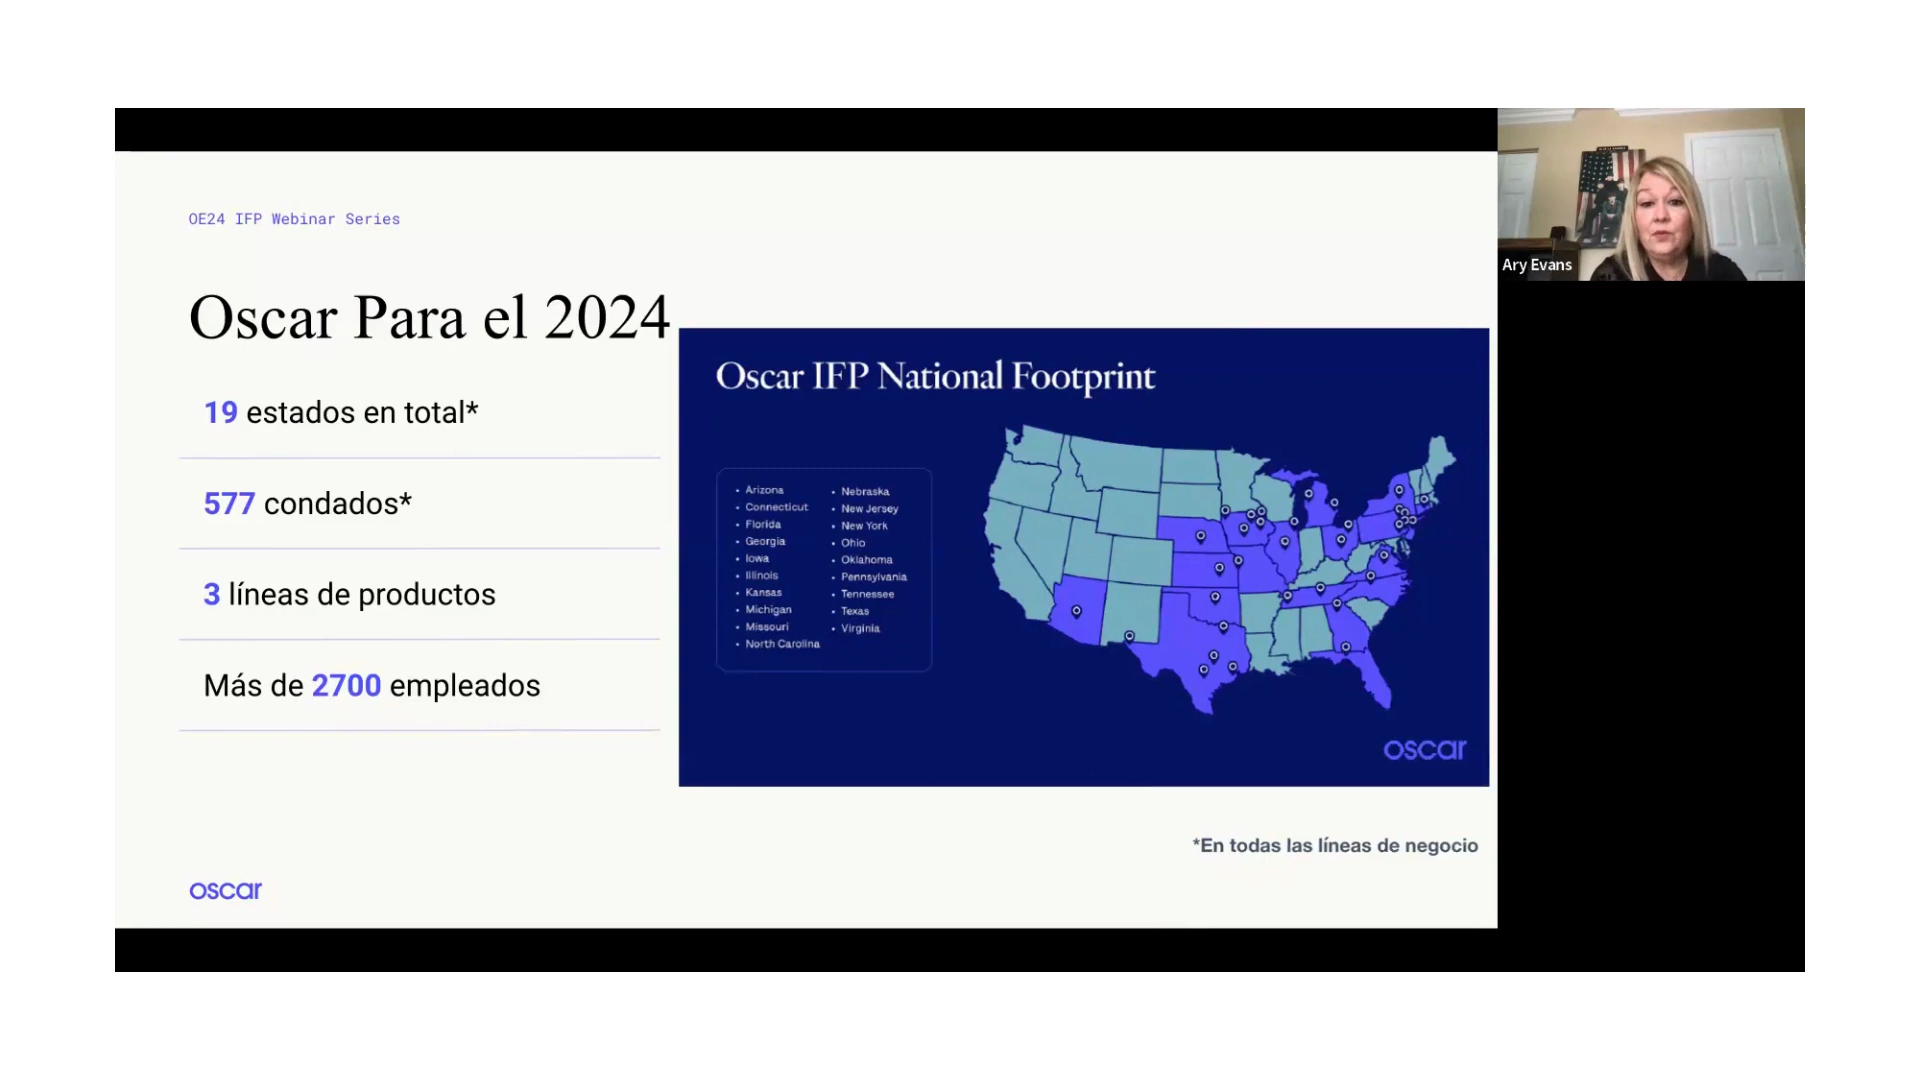 OE24 IFP Webinar Series
Oscar Para el 2024
19 estados en total*
577 condados*
3 líneas de productos
Más de 2700 empleados
oscar
Oscar IFP National Footprint
• Arizona
• Connecticut
• Florida
• Georgia
• Iowa
• Illinois
• Kansas
• Michigan
• Missouri
• North Carolina
• Nebraska
• New Jersey
• New York
• Ohio
• Oklahoma
• Pennsylvania
• Tennessee
• Texas
• Virginia
oscar
*En todas las líneas de negocio
Ary Evans